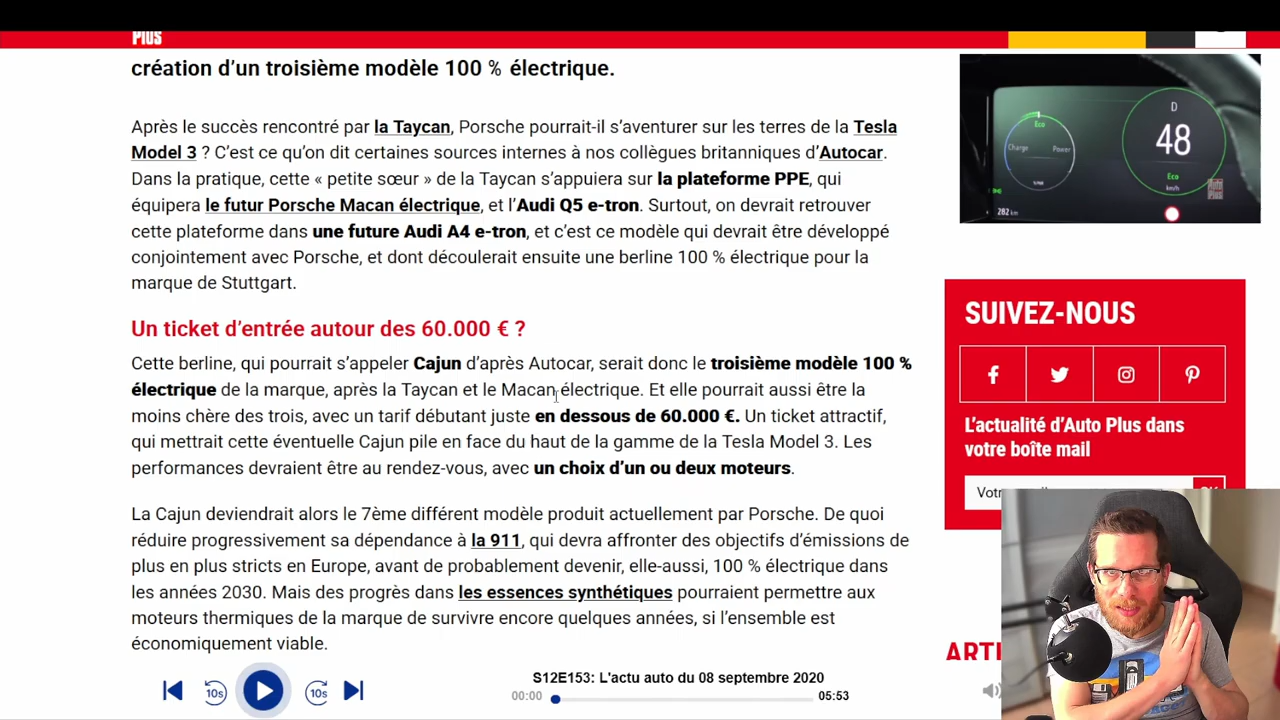 PLUS
création d’un troisième modèle 100 % électrique.
Après le succès rencontré par la Taycan, Porsche pourrait-il s’aventurer sur les terres de la Tesla
Model 3 ? C’est ce qu’on dit certaines sources internes à nos collègues britanniques d’Autocar.
Dans la pratique, cette « petite sœur » de la Taycan s’appuiera sur la plateforme PPE, qui
équipera le futur Porsche Macan électrique, et l’Audi Q5 e-tron. Surtout, on devrait retrouver
cette plateforme dans une future Audi A4 e-tron, et c’est ce modèle qui devrait être développé
conjointement avec Porsche, et dont découlerait ensuite une berline 100 % électrique pour la
marque de Stuttgart.
Un ticket d’entrée autour des 60.000 € ?
Cette berline, qui pourrait s’appeler Cajun d’après Autocar, serait donc le troisième modèle 100 %
électrique de la marque, après la Taycan et le Macan électrique. Et elle pourrait aussi être la
moins chère des trois, avec un tarif débutant juste en dessous de 60.000 €. Un ticket attractif,
qui mettrait cette éventuelle Cajun pile en face du haut de la gamme de la Tesla Model 3. Les
performances devraient être au rendez-vous, avec un choix d’un ou deux moteurs.
La Cajun deviendrait alors le 7ème différent modèle produit actuellement par Porsche. De quoi
réduire progressivement sa dépendance à la 911, qui devra affronter des objectifs d’émissions de
plus en plus stricts en Europe, avant de probablement devenir, elle-aussi, 100 % électrique dans
les années 2030. Mais des progrès dans les essences synthétiques pourraient permettre aux
moteurs thermiques de la marque de survivre encore quelques années, si l’ensemble est
économiquement viable.
D
Eco
Charge
Power
48
Eco
km/h
282 km
Auto
Plus
SUIVEZ-NOUS
L’actualité d’Auto Plus dans
votre boîte mail
Votr
OK
ARTI
S12E153: L'actu auto du 08 septembre 2020
10s
10s
00:00
05:53